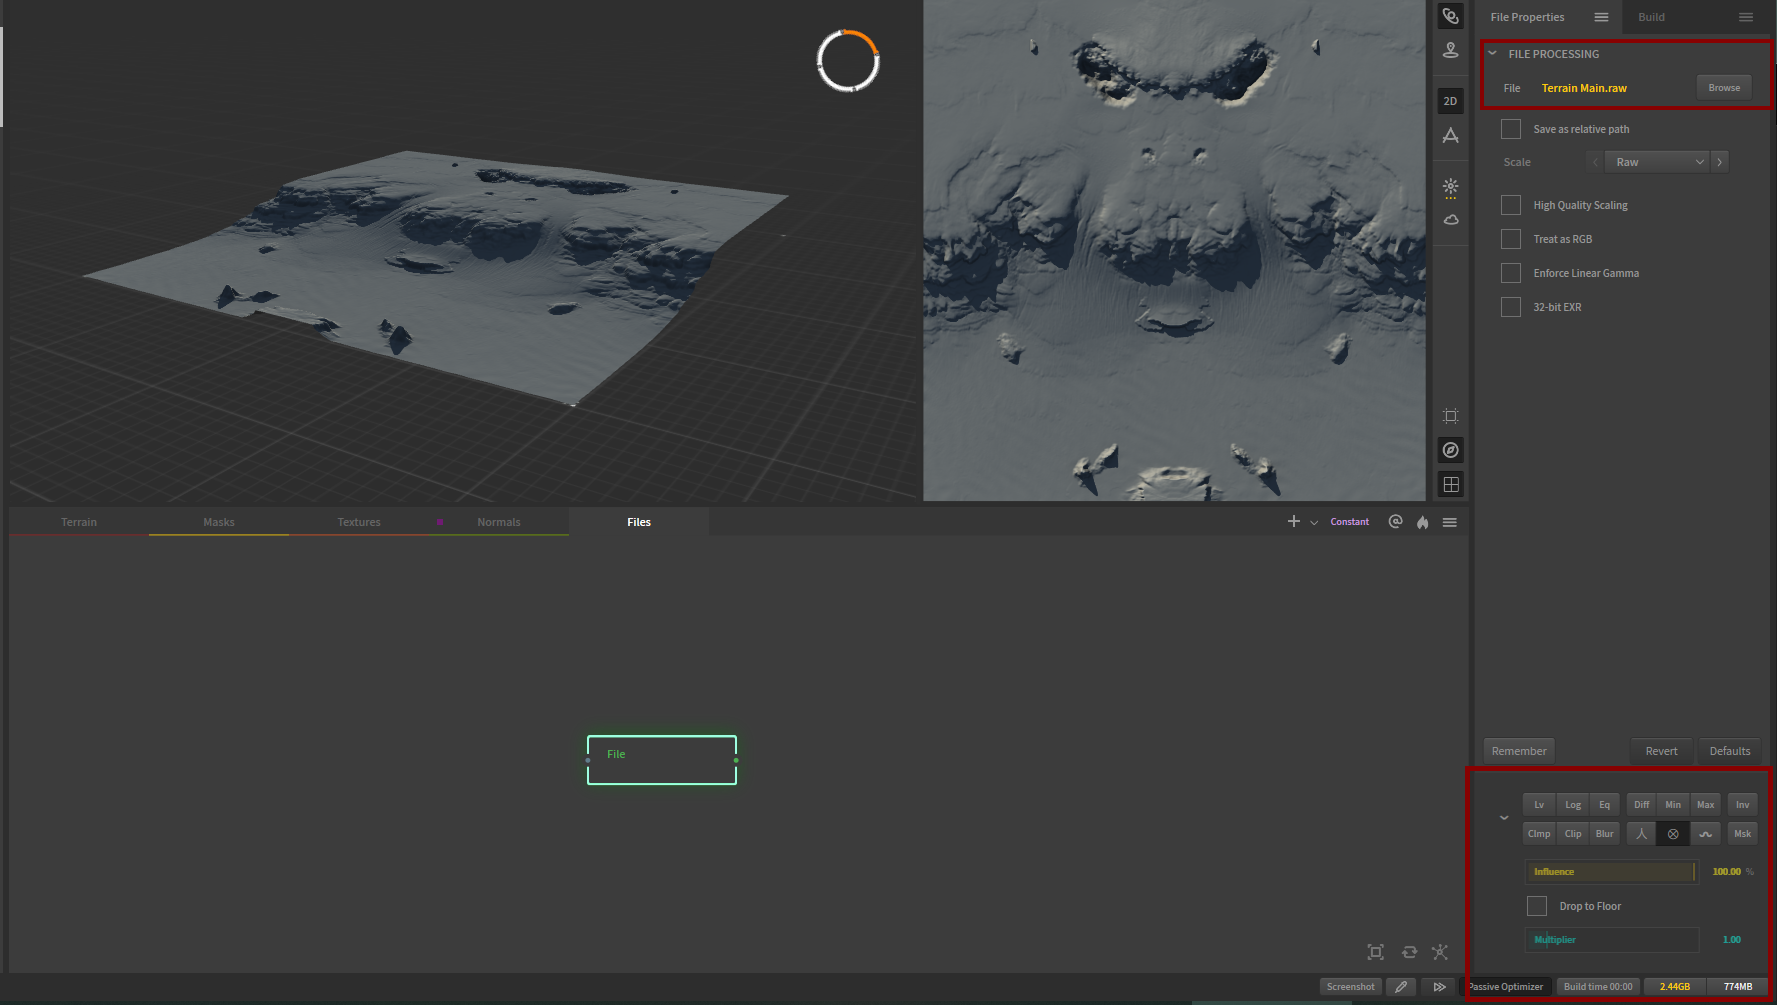 File Properties
Build
FILE PROCESSING
File Terrain Main.raw Browse
Save as relative path
Scale Raw
High Quality Scaling
Treat as RGB
Enforce Linear Gamma
32-bit EXR
2D
Terrain Masks Textures Normals Files
Constant
File
Remember Revert Defaults
Lv Log Eq Diff Min Max Inv
Clmp Clip Blur Msk
Influence 100.00 %
Drop to Floor
Multiplier 1.00
Screenshot Passive Optimizer Build time 00:00 2.44GB 774MB